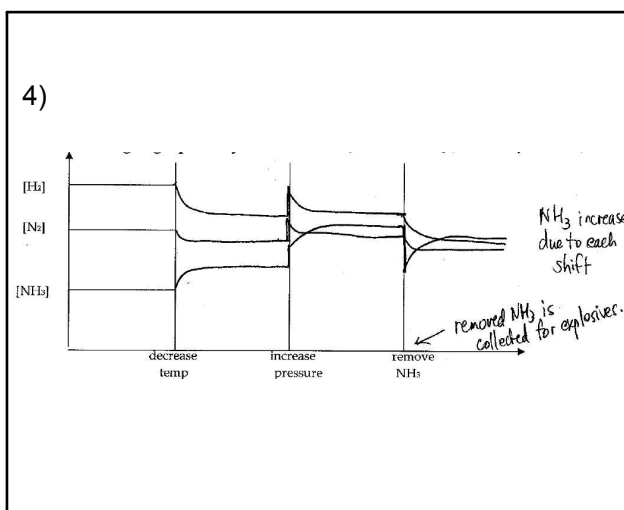 4)
[H₂]
[N₂]
[NH₃]
decrease
temp
increase
pressure
remove
NH₃
NH₃ increase
due to each
shift
removed NH₃ is
collected for explosives.